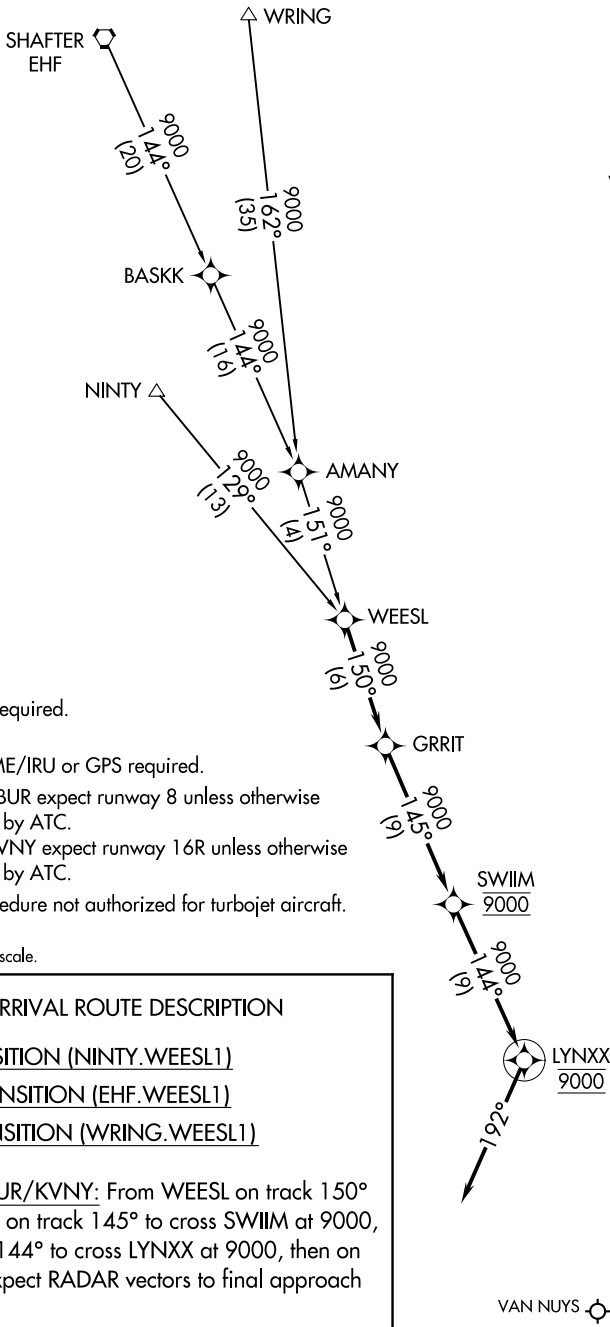 WRING
SHAFTER
EHF
9000
144°
(20)
9000
162°
(35)
BASKK
9000
144°
(16)
NINTY
AMANY
9000
129°
(13)
9000
151°
(4)
WEESL
9000
150°
(6)
equired.
GRRIT
ME/IRU or GPS required.
BUR expect runway 8 unless otherwise
by ATC.
VNY expect runway 16R unless otherwise
by ATC.
9000
145°
(9)
SWIIM
9000
edure not authorized for turbojet aircraft.
scale.
9000
144°
(9)
RRIVAL ROUTE DESCRIPTION
SITION (NINTY.WEESL1)
NSITION (EHF.WEESL1)
NSITION (WRING.WEESL1)
LYNXX
9000
192°
UR/KVNY: From WEESL on track 150°
on track 145° to cross SWIIM at 9000,
144° to cross LYNXX at 9000, then on
xpect RADAR vectors to final approach
VAN NUYS